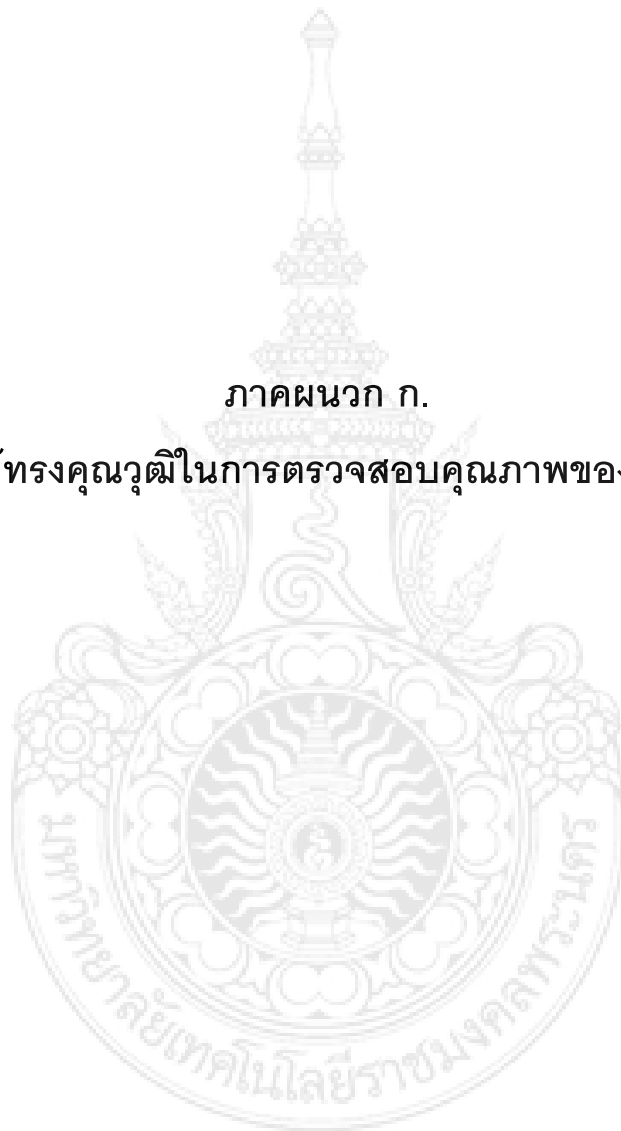 ภาคผนวก ก.
ทรงคุณวุฒิในการตรวจสอบคุณภาพของ
มหาวิทยาลัยเทคโนโลยีราชมงคลพระนคร